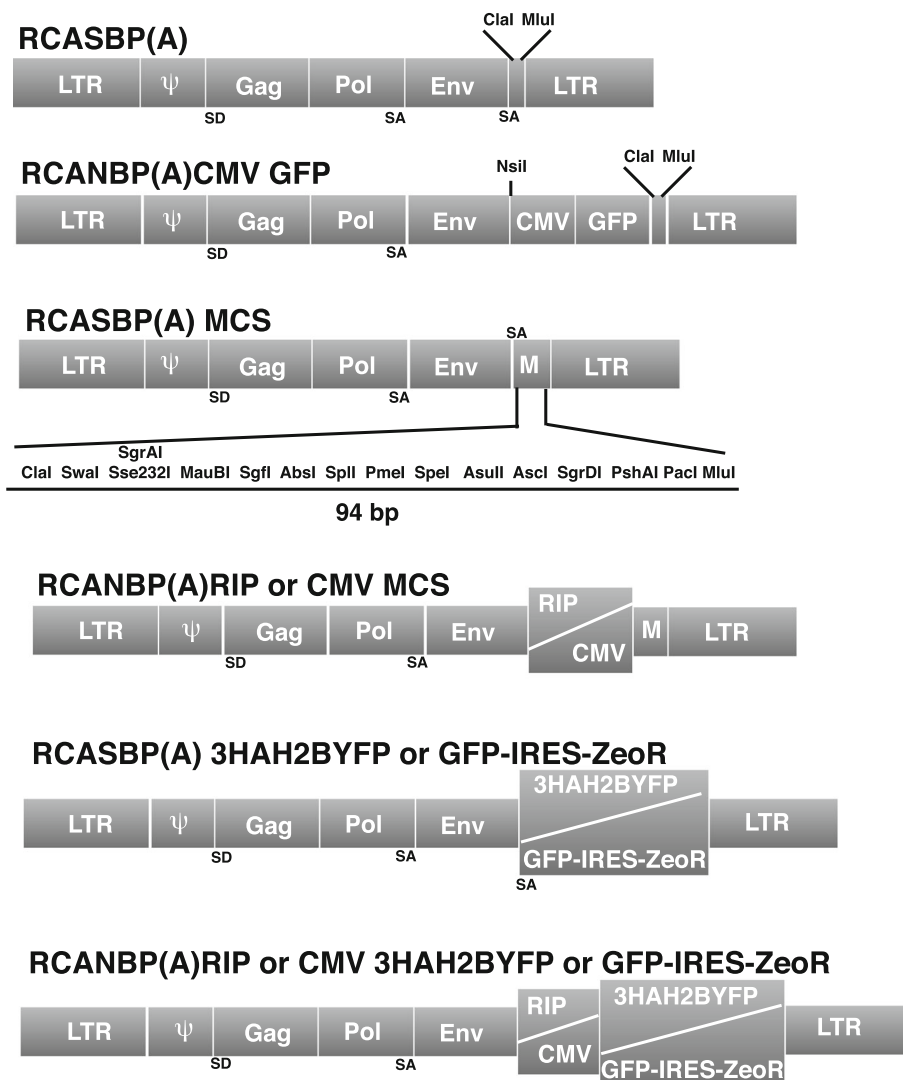 ClaI MluI
RCASBP(A)
LTR ψ Gag Pol Env LTR
SD SA SA
RCANBP(A)CMV GFP
NsiI ClaI MluI
LTR ψ Gag Pol Env CMV GFP LTR
SD SA
RCASBP(A) MCS
SA
LTR ψ Gag Pol Env M LTR
SD SA
SgrAI
ClaI SwaI Sse232I MauBI SgfI AbsI SplI PmeI SpeI AsuII AscI SgrDI PshAI PacI MluI
94 bp
RCANBP(A)RIP or CMV MCS
RIP
LTR ψ Gag Pol Env M LTR
CMV
SD SA
RCASBP(A) 3HAH2BYFP or GFP-IRES-ZeoR
3HAH2BYFP
LTR ψ Gag Pol Env LTR
GFP-IRES-ZeoR
SD SA
SA
RCANBP(A)RIP or CMV 3HAH2BYFP or GFP-IRES-ZeoR
RIP 3HAH2BYFP
LTR ψ Gag Pol Env LTR
CMV
SD SA GFP-IRES-ZeoR